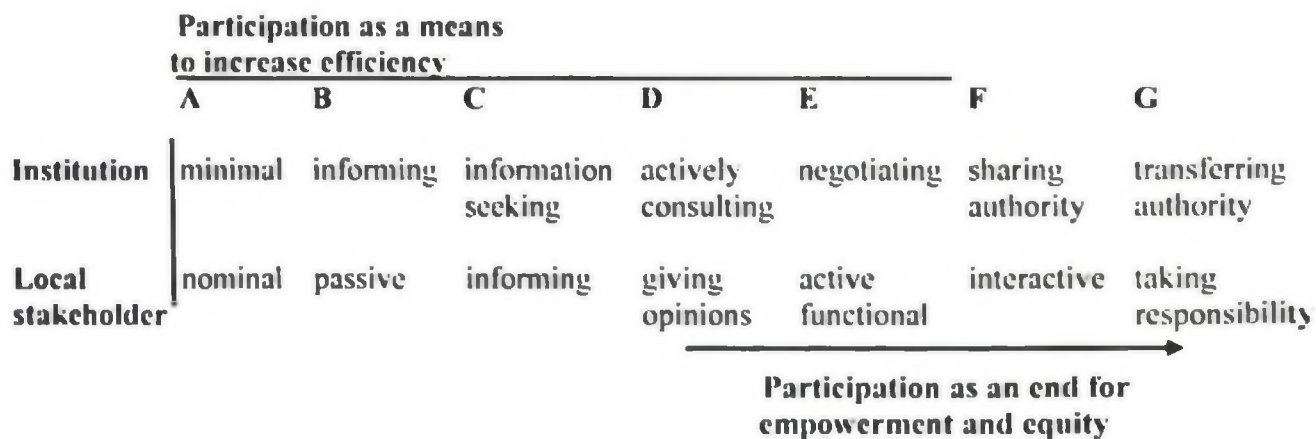 Participation as a means
to increase efficiency
A B C D E F G
Institution minimal informing information actively negotiating sharing transferring
seeking consulting authority authority
Local nominal passive informing giving active interactive taking
stakeholder opinions functional responsibility
Participation as an end for
empowerment and equity